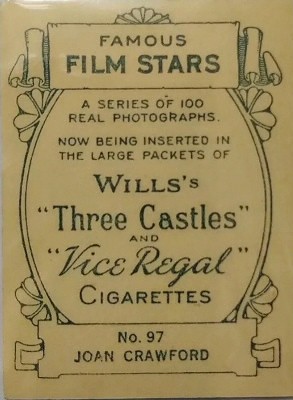 FAMOUS
FILM STARS
A SERIES OF 100
REAL PHOTOGRAPHS.
NOW BEING INSERTED IN
THE LARGE PACKETS OF
WILLS'S
"Three Castles"
AND
"Vice Regal"
CIGARETTES
No. 97
JOAN CRAWFORD